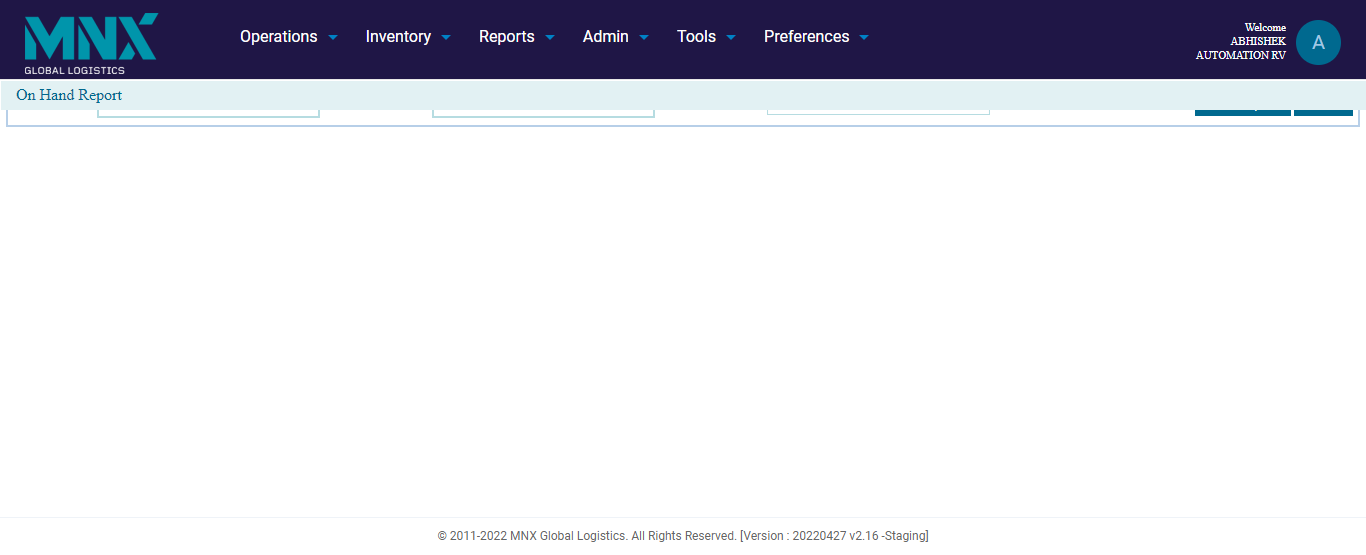 MNX
GLOBAL LOGISTICS
Operations
Inventory
Reports
Admin
Tools
Preferences
Welcome
ABHISHEK
AUTOMATION RV
A
On Hand Report
© 2011-2022 MNX Global Logistics. All Rights Reserved. [Version : 20220427 v2.16 -Staging]